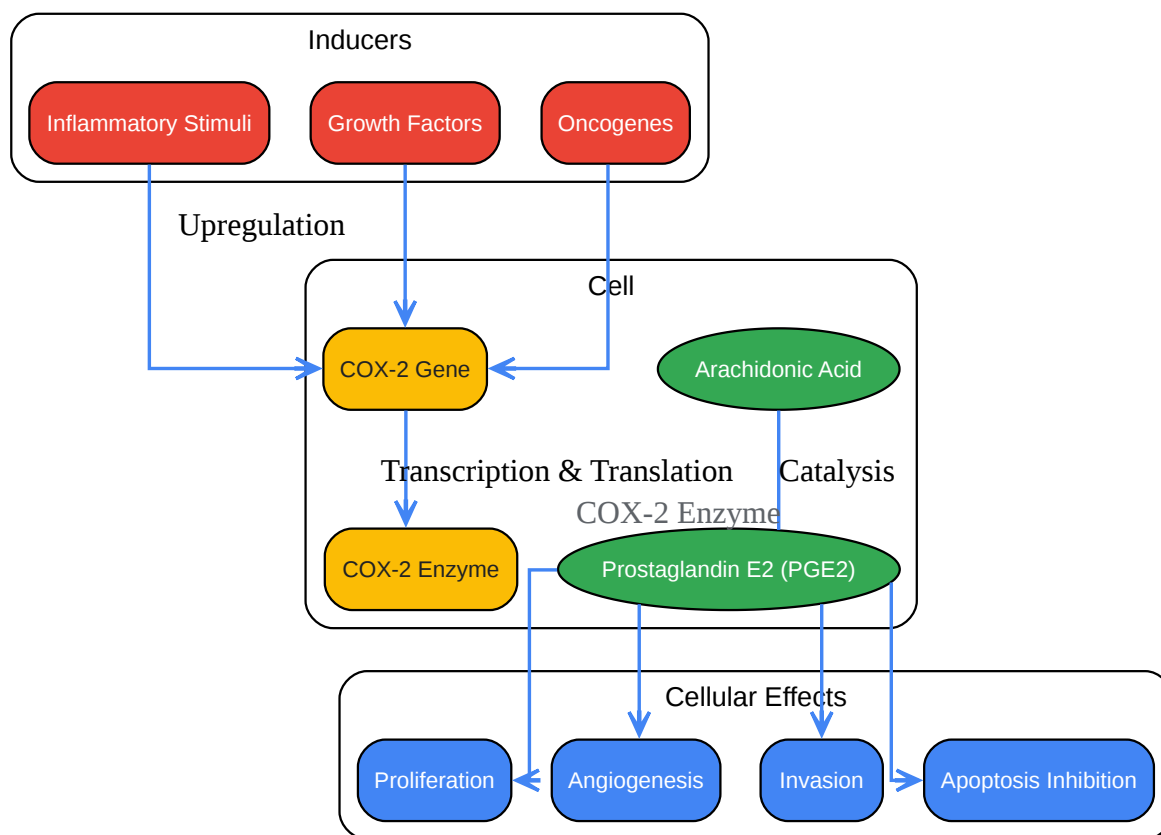 Inducers
Inflammatory Stimuli
Growth Factors
Oncogenes
Upregulation
Cell
COX-2 Gene
Arachidonic Acid
Transcription & Translation
Catalysis
COX-2 Enzyme
COX-2 Enzyme
Prostaglandin E2 (PGE2)
Cellular Effects
Proliferation
Angiogenesis
Invasion
Apoptosis Inhibition